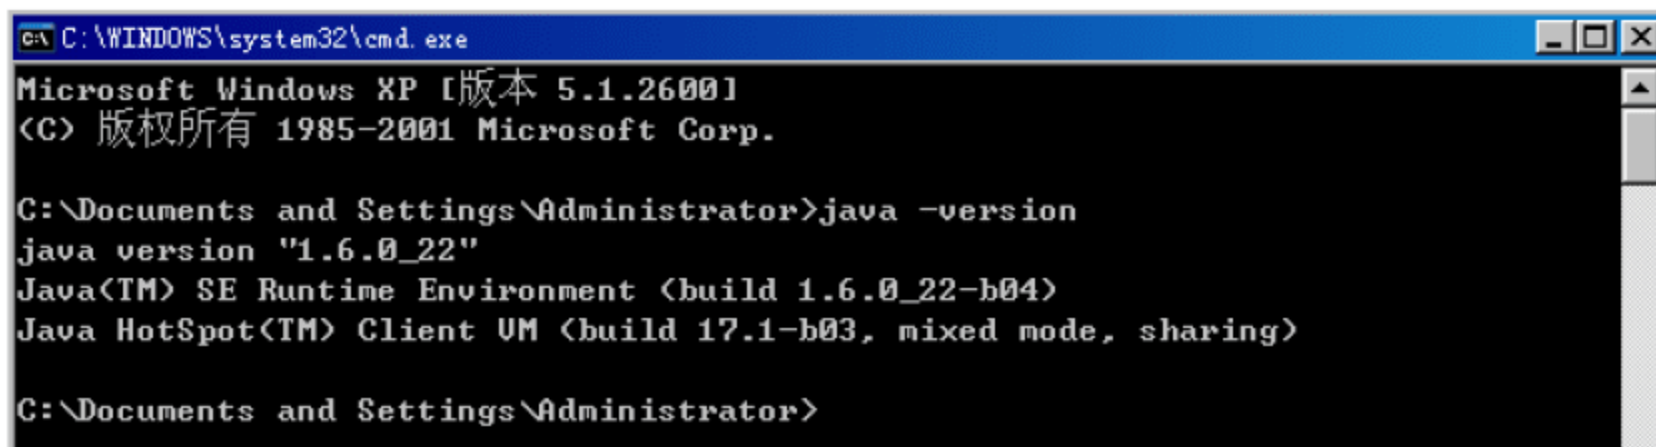 C:\WINDOWS\system32\cmd.exe
Microsoft Windows XP [版本 5.1.2600]
(C) 版权所有 1985-2001 Microsoft Corp.
C:\Documents and Settings\Administrator>java -version
java version "1.6.0_22"
Java(TM) SE Runtime Environment (build 1.6.0_22-b04)
Java HotSpot(TM) Client VM (build 17.1-b03, mixed mode, sharing)
C:\Documents and Settings\Administrator>